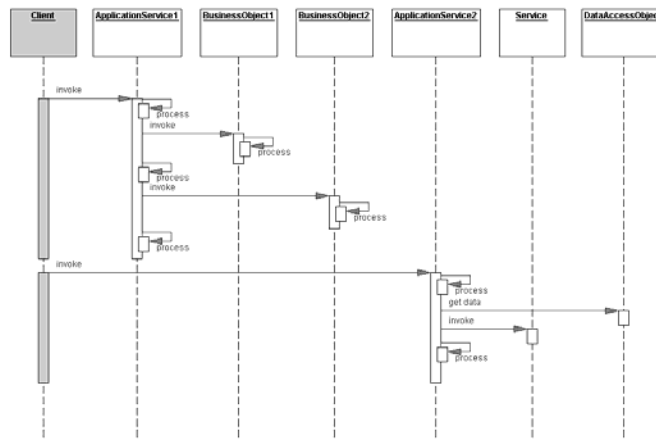 Client
ApplicationService1
BusinessObject1
BusinessObject2
ApplicationService2
Service
DataAccessObject
invoke
process
invoke
process
process
invoke
process
process
invoke
process
get data
invoke
process